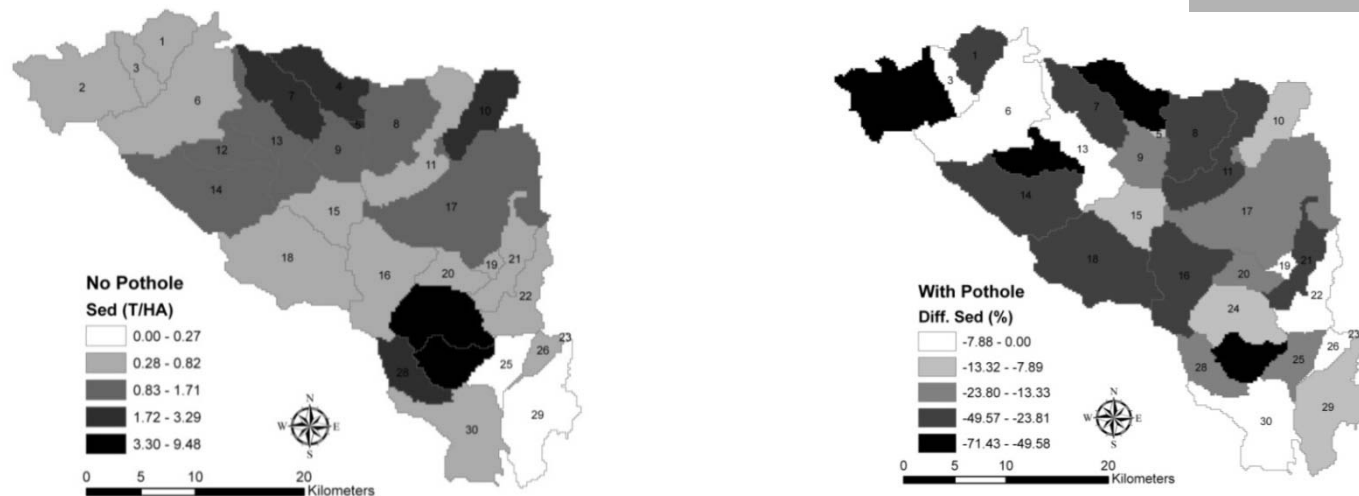 1
2
3
6
7
4
5
8
10
13
9
12
11
14
15
17
18
16
20
19
21
22
23
25
26
28
29
30
No Pothole
Sed (T/HA)
0.00 - 0.27
0.28 - 0.82
0.83 - 1.71
1.72 - 3.29
3.30 - 9.48
N
W E
S
0 5 10 20
Kilometers
1
3
6
7
5
8
10
13
9
11
14
15
17
18
16
20
19
21
22
24
23
25
26
28
29
30
With Pothole
Diff. Sed (%)
-7.88 - 0.00
-13.32 - -7.89
-23.80 - -13.33
-49.57 - -23.81
-71.43 - -49.58
N
W E
S
0 5 10 20
Kilometers